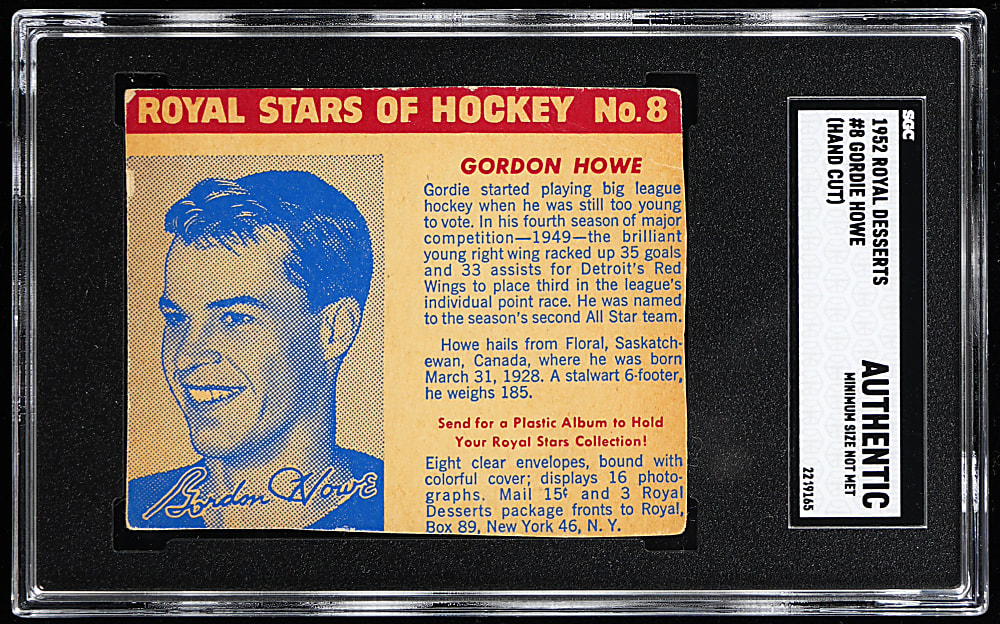 ROYAL STARS OF HOCKEY No. 8
GORDON HOWE
Gordie started playing big league
hockey when he was still too young
to vote. In his fourth season of major
competition—1949—the brilliant
young right wing racked up 35 goals
and 33 assists for Detroit's Red
Wings to place third in the league's
individual point race. He was named
to the season's second All Star team.
Howe hails from Floral, Saskatch-
ewan, Canada, where he was born
March 31, 1928. A stalwart 6-footer,
he weighs 185.
Send for a Plastic Album to Hold
Your Royal Stars Collection!
Eight clear envelopes, bound with
colorful cover; displays 16 photo-
graphs. Mail 15¢ and 3 Royal
Desserts package fronts to Royal,
Box 89, New York 46, N. Y.
Gordon Howe
SGC
1952 ROYAL DESSERTS
#8 GORDIE HOWE
(HAND CUT)
AUTHENTIC
MINIMUM SIZE NOT MET
2219165